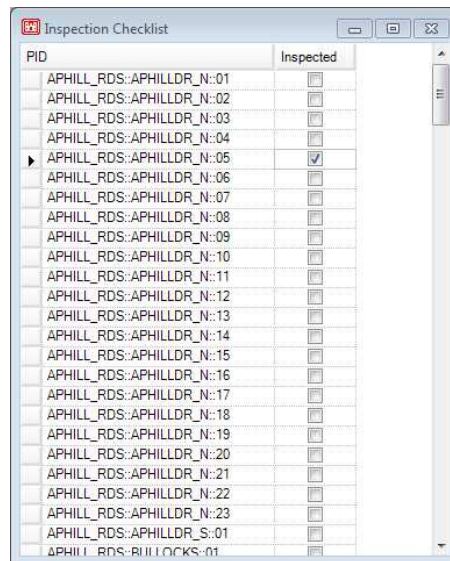 Inspection Checklist
PID Inspected
APHILL_RDS::APHILLDR_N::01
APHILL_RDS::APHILLDR_N::02
APHILL_RDS::APHILLDR_N::03
APHILL_RDS::APHILLDR_N::04
APHILL_RDS::APHILLDR_N::05
APHILL_RDS::APHILLDR_N::06
APHILL_RDS::APHILLDR_N::07
APHILL_RDS::APHILLDR_N::08
APHILL_RDS::APHILLDR_N::09
APHILL_RDS::APHILLDR_N::10
APHILL_RDS::APHILLDR_N::11
APHILL_RDS::APHILLDR_N::12
APHILL_RDS::APHILLDR_N::13
APHILL_RDS::APHILLDR_N::14
APHILL_RDS::APHILLDR_N::15
APHILL_RDS::APHILLDR_N::16
APHILL_RDS::APHILLDR_N::17
APHILL_RDS::APHILLDR_N::18
APHILL_RDS::APHILLDR_N::19
APHILL_RDS::APHILLDR_N::20
APHILL_RDS::APHILLDR_N::21
APHILL_RDS::APHILLDR_N::22
APHILL_RDS::APHILLDR_N::23
APHILL_RDS::APHILLDR_S::01
APHILL_RDS::BULLOCKS::01